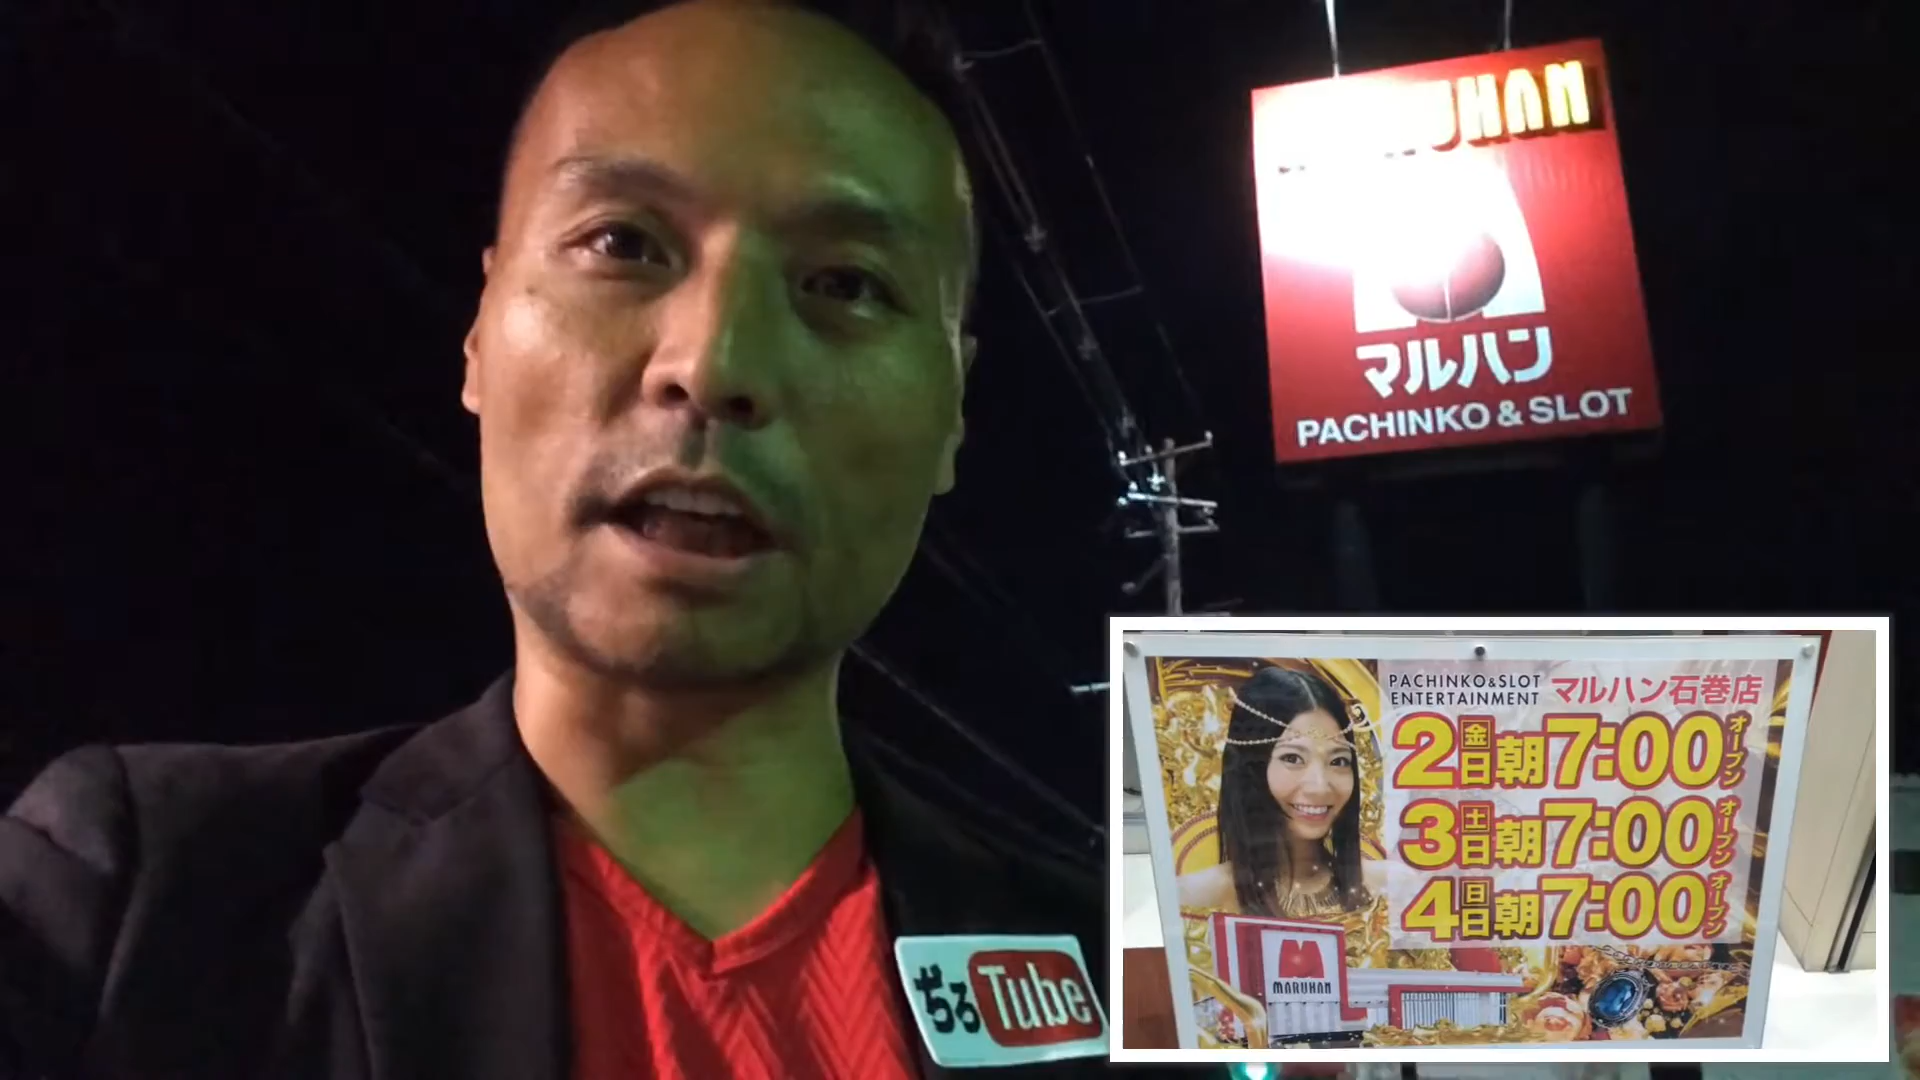 MARUHAN
マルハン
PACHINKO & SLOT
ぢるTube
PACHINKO&SLOT
ENTERTAINMENT マルハン石巻店
2日金朝7:00オープン
3日土朝7:00オープン
4日日朝7:00オープン
MARUHAN